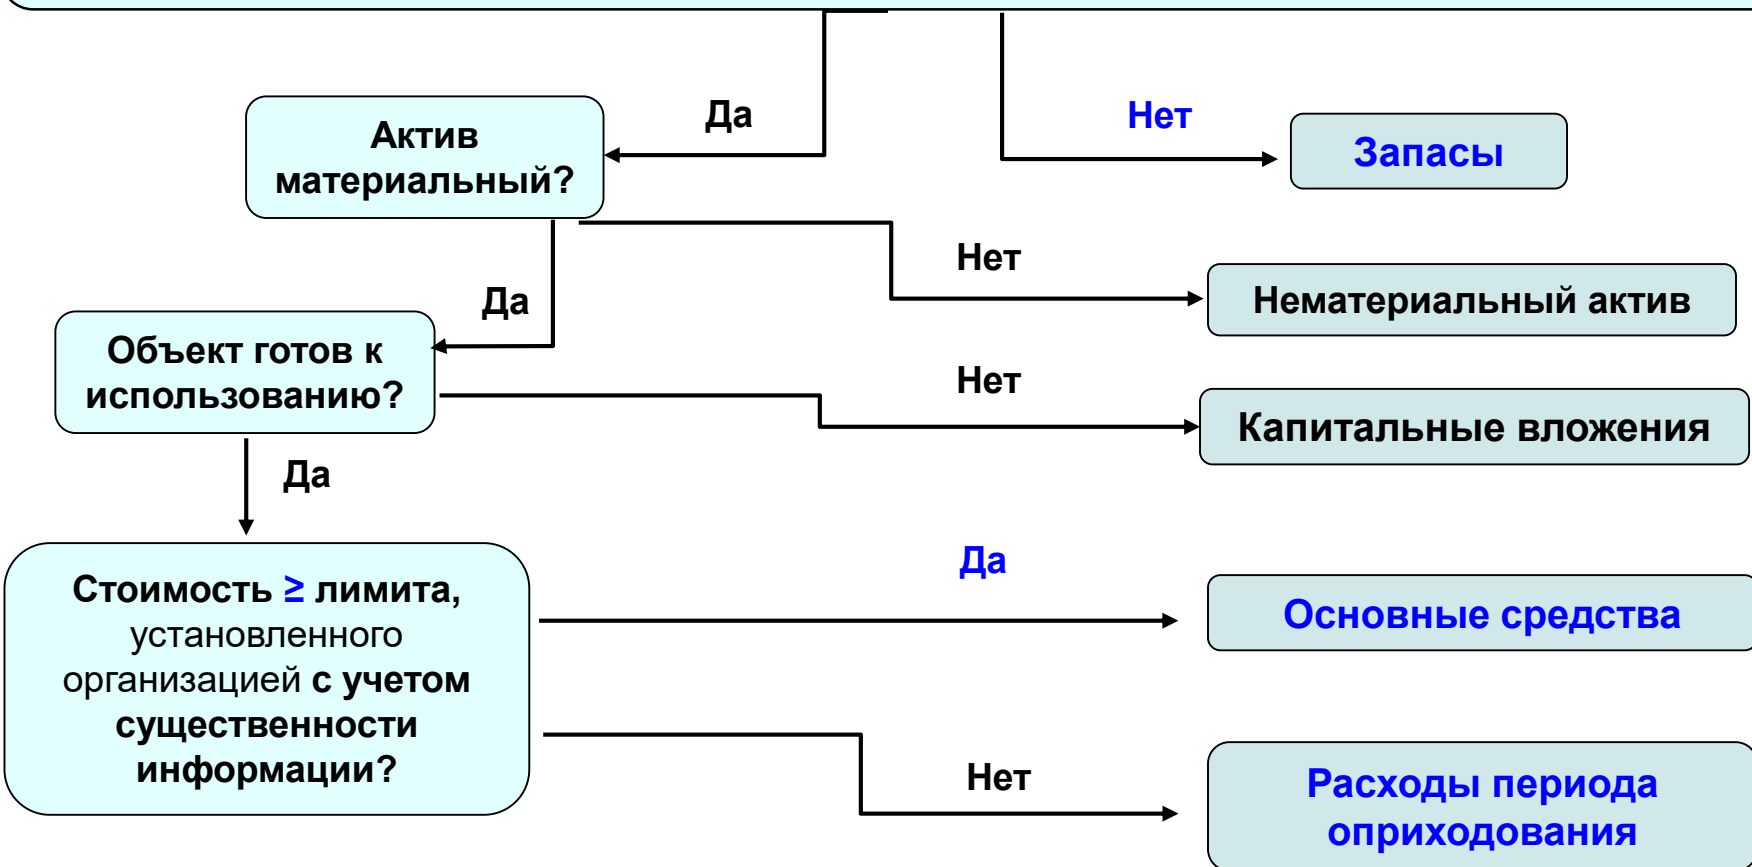 Да
Нет
Актив
материальный?
Запасы
Нет
Да
Нематериальный актив
Объект готов к
использованию?
Нет
Капитальные вложения
Да
Стоимость ≥ лимита,
установленного
организацией с учетом
существенности
информации?
Да
Основные средства
Нет
Расходы периода
оприходования